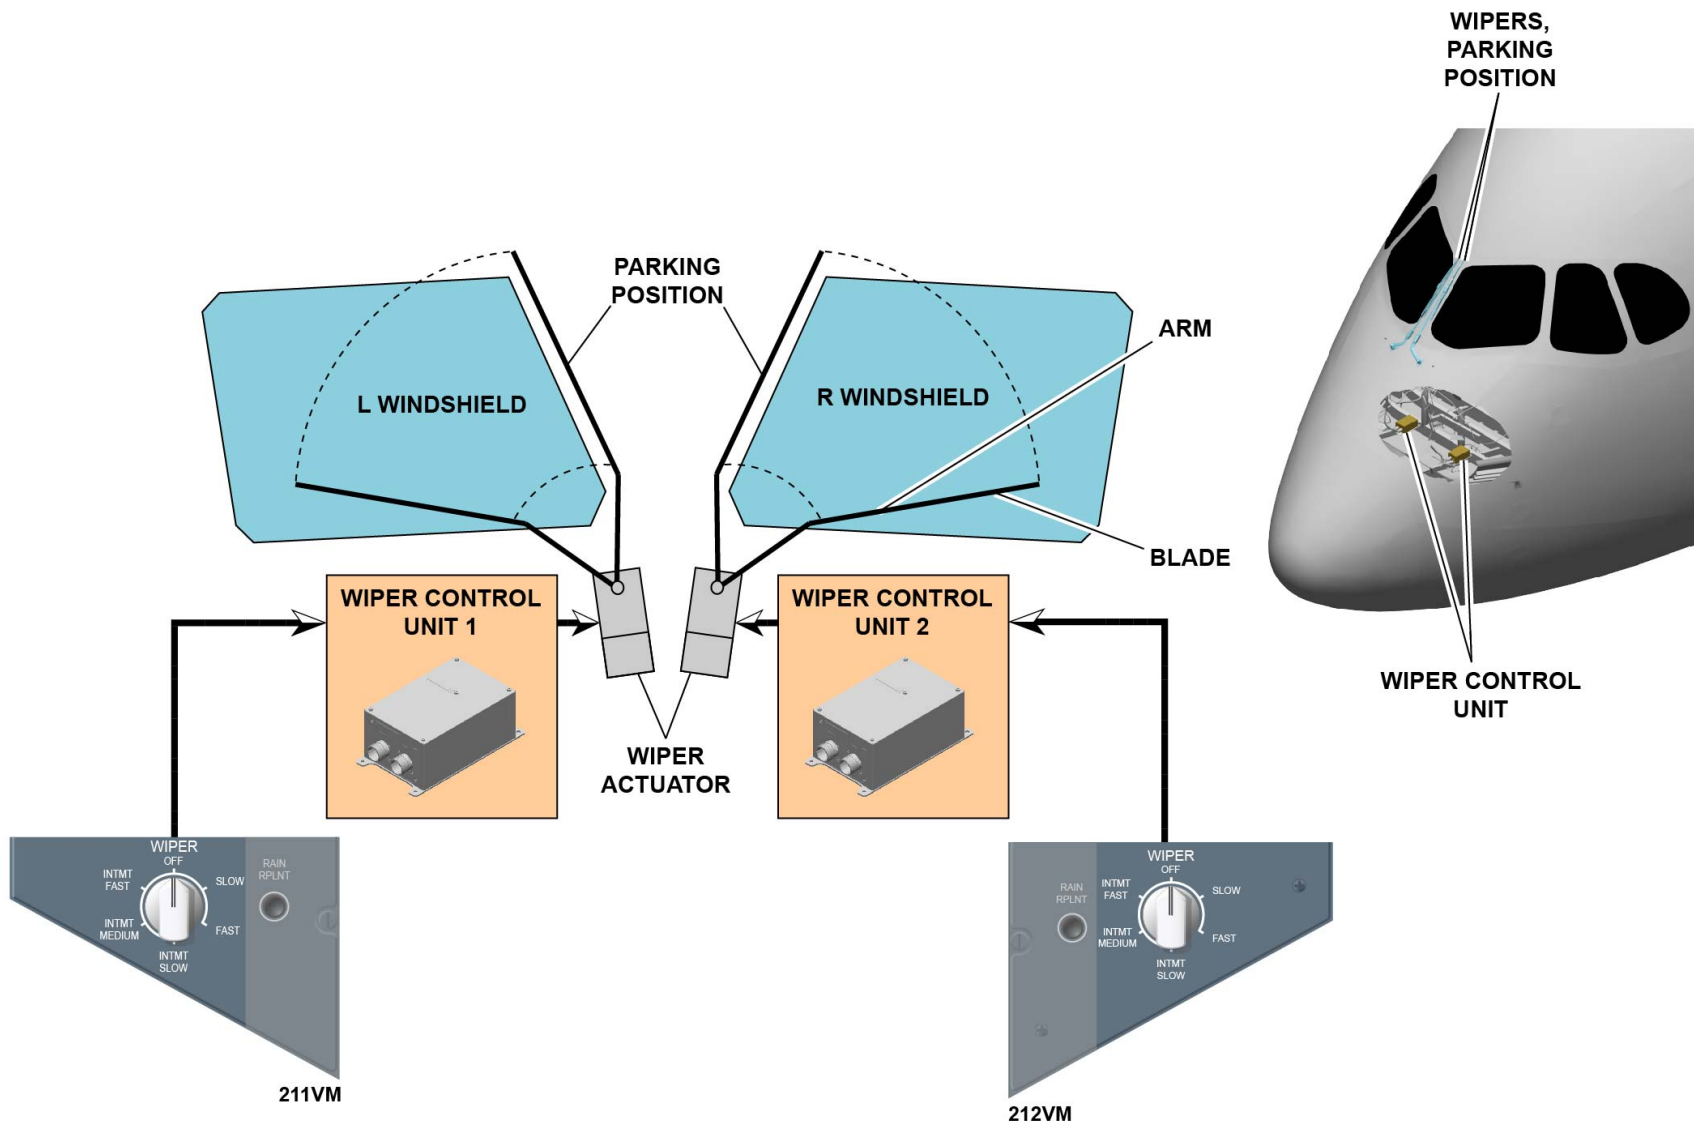 WIPERS,
PARKING
POSITION
PARKING
POSITION
ARM
L WINDSHIELD
R WINDSHIELD
BLADE
WIPER CONTROL
UNIT 1
WIPER CONTROL
UNIT 2
WIPER CONTROL
UNIT
WIPER
ACTUATOR
WIPER
OFF
INTMT
FAST
SLOW
INTMT
MEDIUM
FAST
INTMT
SLOW
RAIN
RPLNT
211VM
WIPER
OFF
INTMT
FAST
SLOW
INTMT
MEDIUM
FAST
INTMT
SLOW
RAIN
RPLNT
212VM